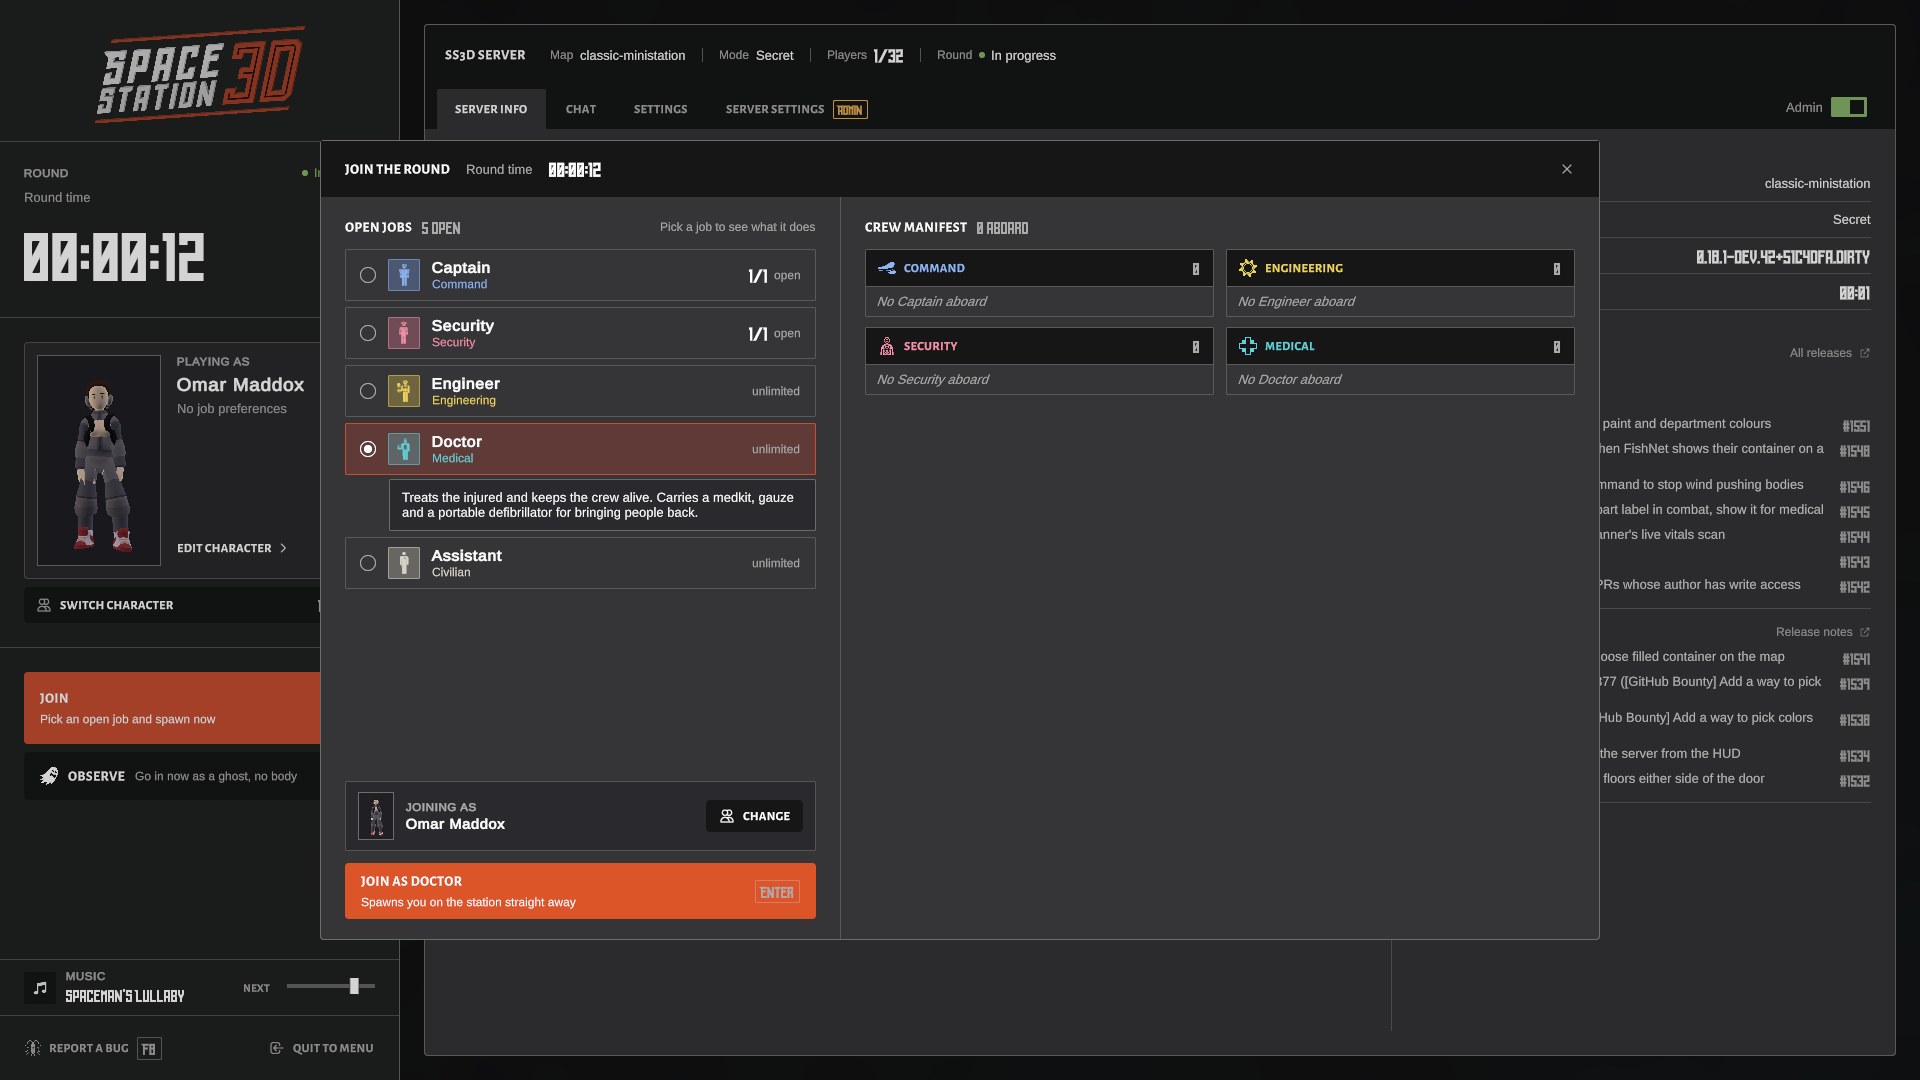 SPACE STATION 3D
SS3D SERVER
Map classic-ministation
Mode Secret
Players 1/32
Round In progress
SERVER INFO
CHAT
SETTINGS
SERVER SETTINGS ADMIN
Admin
ROUND
Round time
00:00:12
PLAYING AS
Omar Maddox
No job preferences
EDIT CHARACTER
SWITCH CHARACTER
JOIN
Pick an open job and spawn now
OBSERVE Go in now as a ghost, no body
MUSIC
SPACEMAN'S LULLABY
NEXT
REPORT A BUG F8
QUIT TO MENU
JOIN THE ROUND Round time 00:00:12
OPEN JOBS 5 OPEN
Pick a job to see what it does
Captain
Command
1/1 open
Security
Security
1/1 open
Engineer
Engineering
unlimited
Doctor
Medical
unlimited
Treats the injured and keeps the crew alive. Carries a medkit, gauze
and a portable defibrillator for bringing people back.
Assistant
Civilian
unlimited
JOINING AS
Omar Maddox
CHANGE
JOIN AS DOCTOR
Spawns you on the station straight away
ENTER
CREW MANIFEST 0 ABOARD
COMMAND 0
No Captain aboard
ENGINEERING 0
No Engineer aboard
SECURITY 0
No Security aboard
MEDICAL 0
No Doctor aboard
classic-ministation
Secret
0.18.1-DEV.42+51C4DFA.DIRTY
00:01
All releases
paint and department colours #1551
hen FishNet shows their container on a #1548
mmand to stop wind pushing bodies #1546
part label in combat, show it for medical #1545
anner's live vitals scan #1544
#1543
PRs whose author has write access #1542
Release notes
oose filled container on the map #1541
377 ([GitHub Bounty] Add a way to pick #1539
Hub Bounty] Add a way to pick colors #1538
the server from the HUD #1534
floors either side of the door #1532